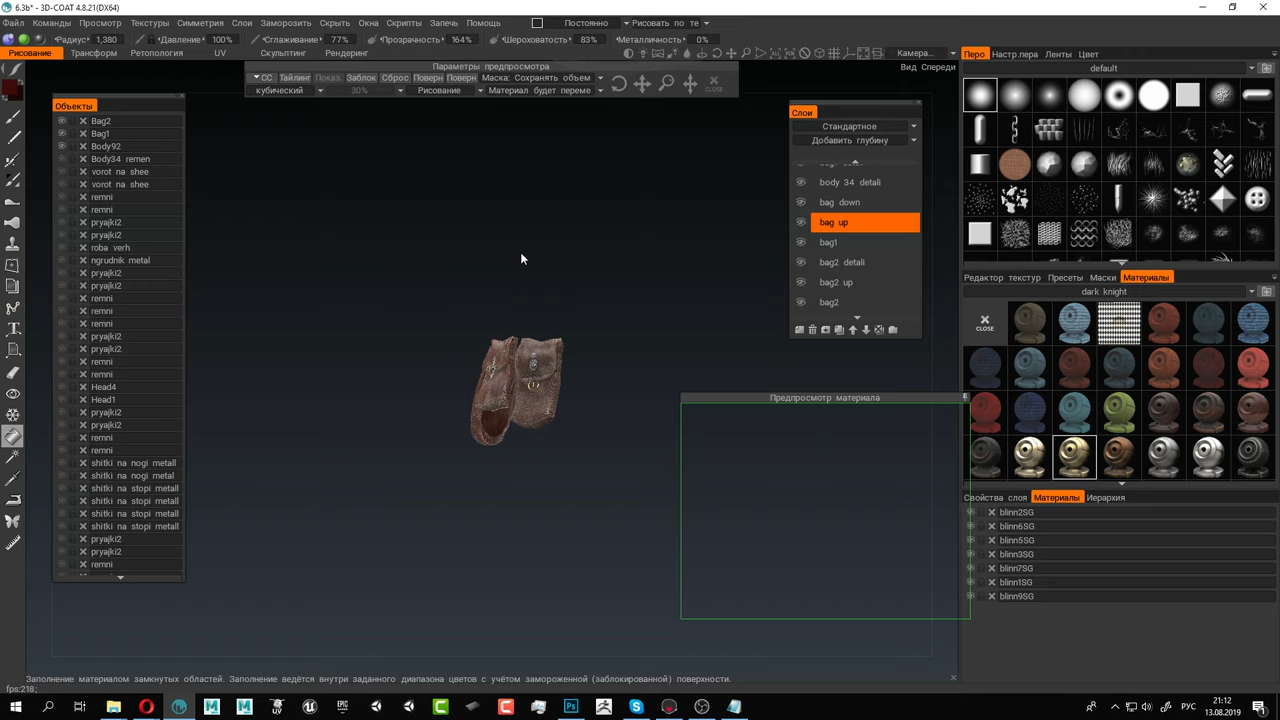 6.3b* - 3D-COAT 4.8.21(DX64)
Файл Команды Просмотр Текстуры Симметрия Слои Заморозить Скрыть Окна Скрипты Запечь Помощь Постоянно Рисовать по те
Радиус 1,380 Давление 100% Сглаживание 77% Прозрачность 164% Шероховатость 83% Металличность 0%
Рисование Трансформ Ретопология UV Скульптинг Рендеринг Камера...
Вид Спереди
Параметры предпросмотра
СС Тайлинг Показ. Заблок Сброс Поверн Поверн Маска: Сохранять объем
кубический 30% Рисование Материал будет переме CLOSE
Объекты
Bag2
Bag1
Body92
Body34 remen
vorot na shee
vorot na shee
remni
remni
pryajki2
pryajki2
roba verh
ngrudnik metal
pryajki2
pryajki2
remni
remni
remni
pryajki2
pryajki2
remni
remni
Head4
Head1
pryajki2
pryajki2
remni
remni
shitki na nogi metall
shitki na nogi metal
shitki na stopi metall
shitki na stopi metall
shitki na stopi metall
pryajki2
pryajki2
remni
Слои
Стандартное
Добавить глубину
body 34 detali
bag down
bag up
bag1
bag2 detali
bag2 up
bag2
Предпросмотр материала
Перо Настр.пера Ленты Цвет
default
Редактор текстур Пресеты Маски Материалы
dark knight
CLOSE
Свойства слоя Материалы Иерархия
blinn2SG
blinn6SG
blinn5SG
blinn3SG
blinn7SG
blinn1SG
blinn9SG
Заполнение материалом замороженных областей. Заполнение ведётся внутри заданного диапазона цветов с учётом замороженной (заблокированной) поверхности.
fps:218;
РУС
21:12
13.08.2019